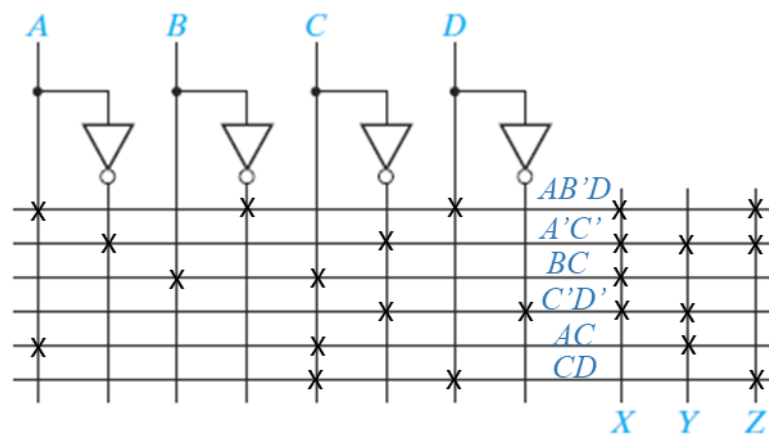 A B C D
AB’D
A’C’
BC
C’D’
AC
CD
X Y Z